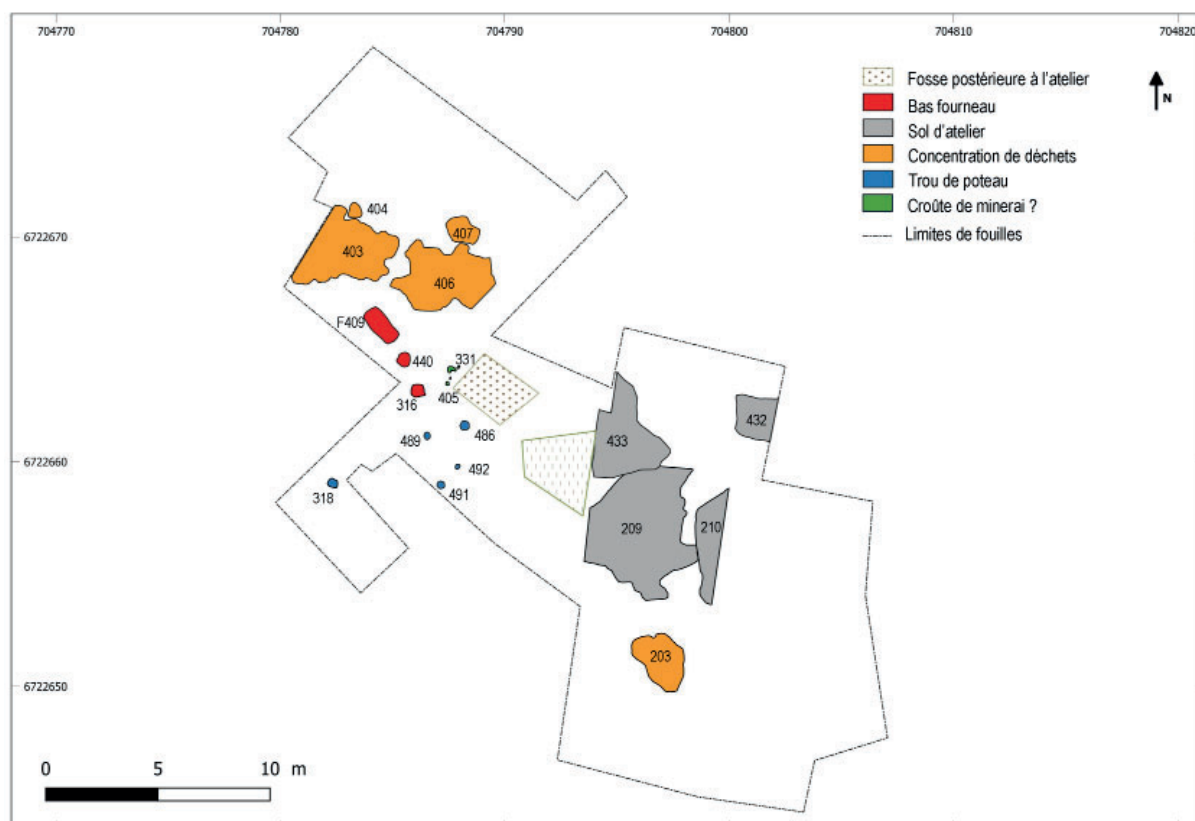 704770 704780 704790 704800 704810 704820
Fosse postérieure à l'atelier
Bas fourneau
Sol d'atelier
Concentration de déchets
Trou de poteau
Croûte de minerai ?
Limites de fouilles
N
6722670
6722660
6722650
404
403
407
406
F409
440
316
331
405
486
489
492
491
318
433
432
209
210
203
0 5 10 m